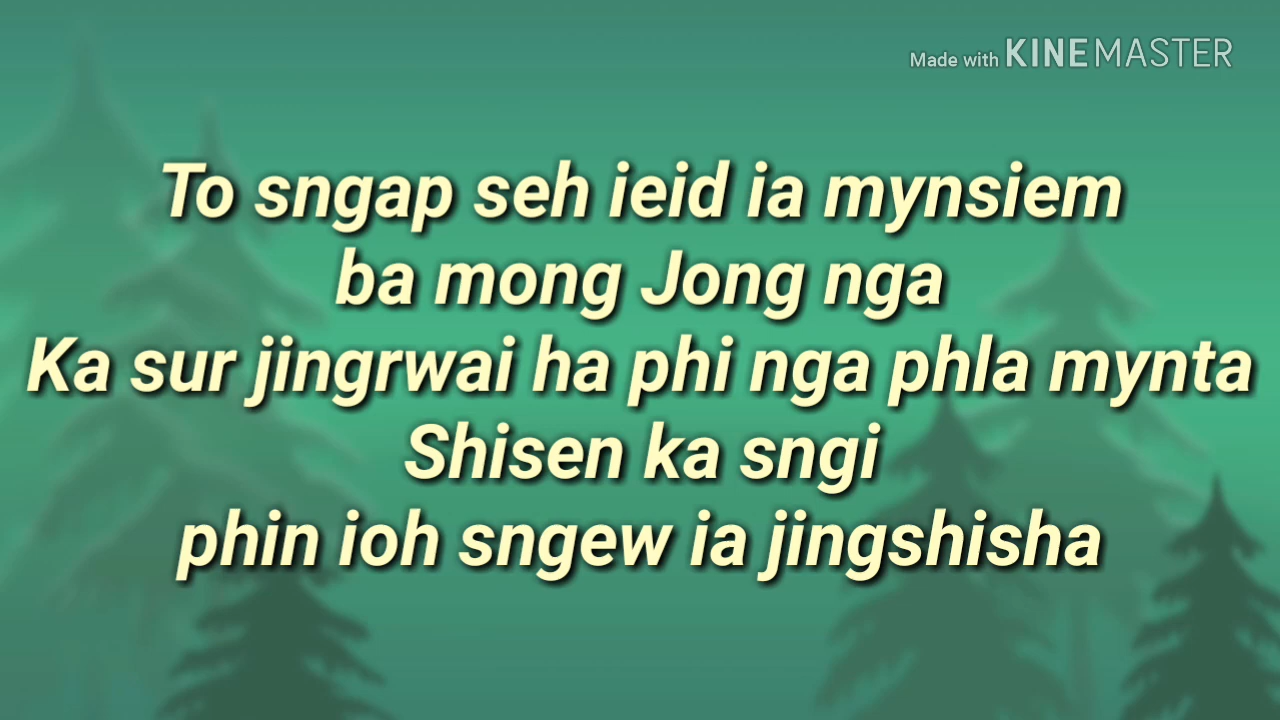 Made with KINEMASTER
To sngap seh ieid ia mynsiem
ba mong Jong nga
Ka sur jingrwai ha phi nga phla mynta
Shisen ka sngi
phin ioh sngew ia jingshisha